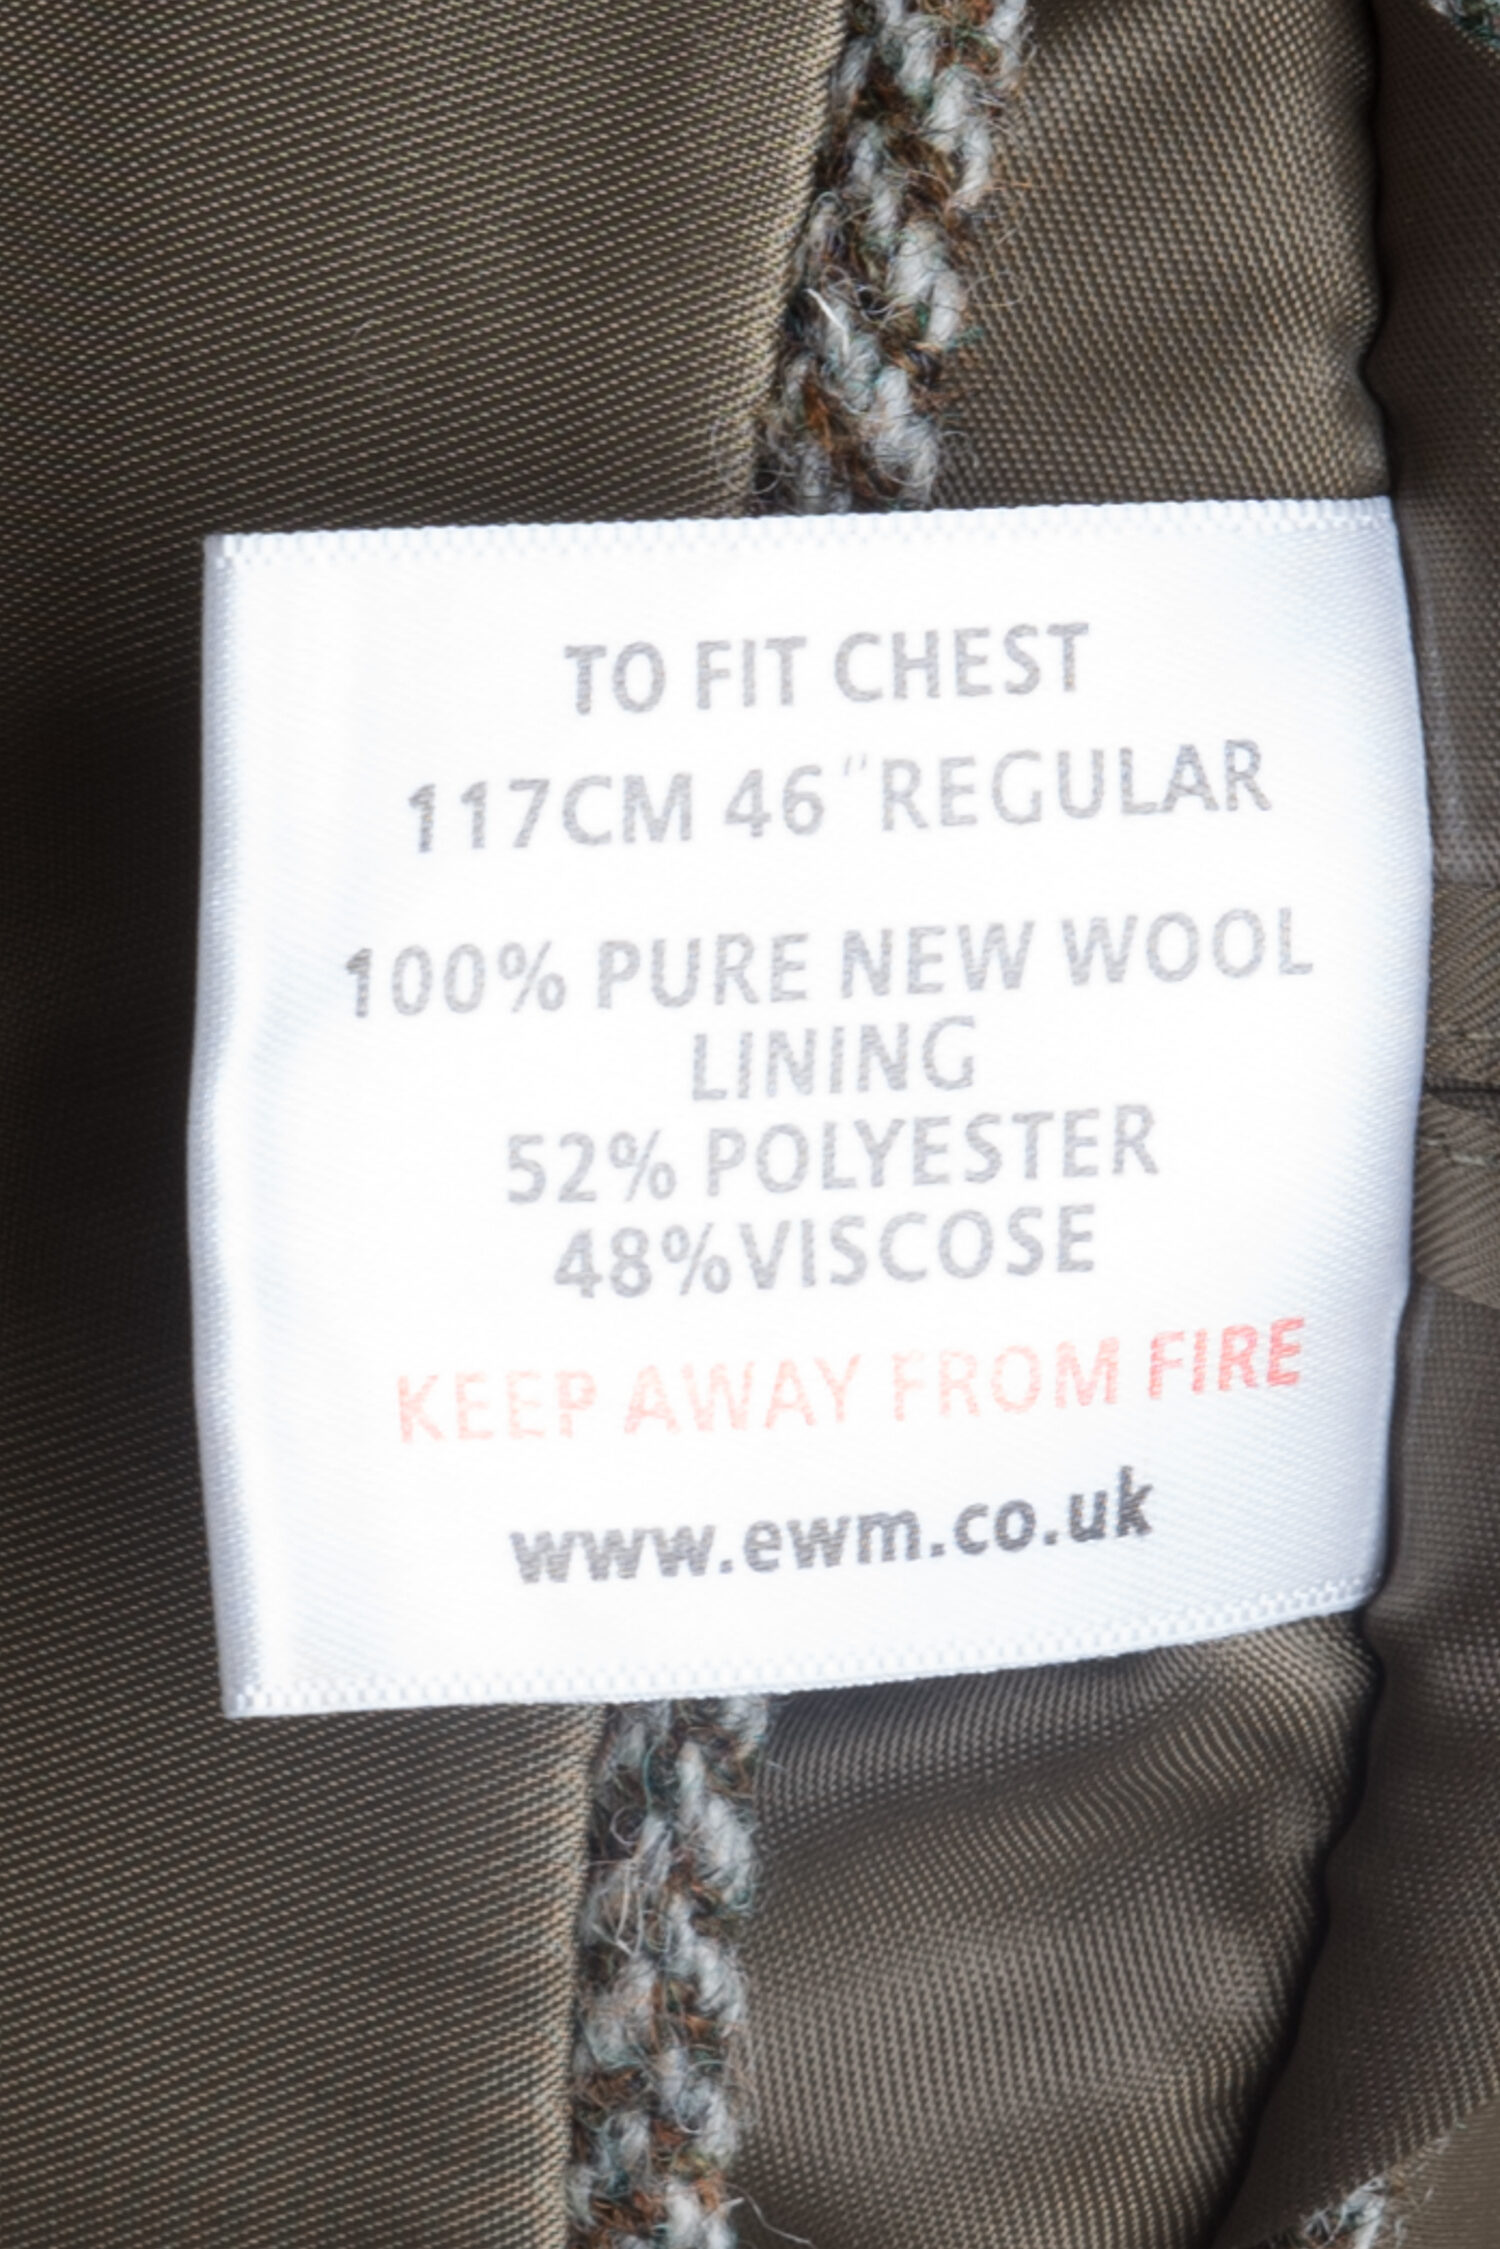 TO FIT CHEST
117CM 46"REGULAR
100% PURE NEW WOOL
LINING
52% POLYESTER
48%VISCOSE
KEEP AWAY FROM FIRE
www.ewm.co.uk